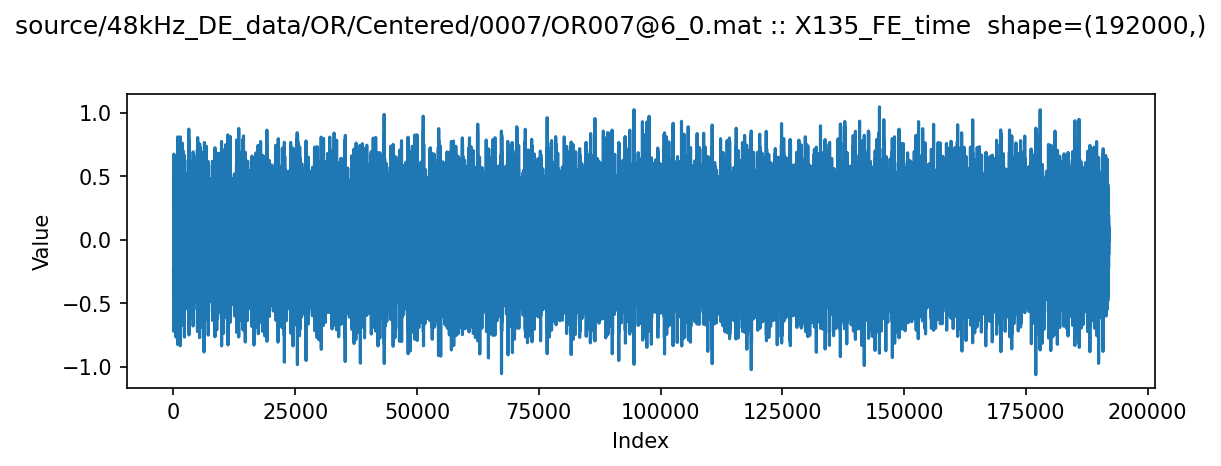 source/48kHz_DE_data/OR/Centered/0007/OR007@6_0.mat :: X135_FE_time  shape=(192000,)
1.0
0.5
0.0
−0.5
−1.0
Value
0 25000 50000 75000 100000 125000 150000 175000 200000
Index